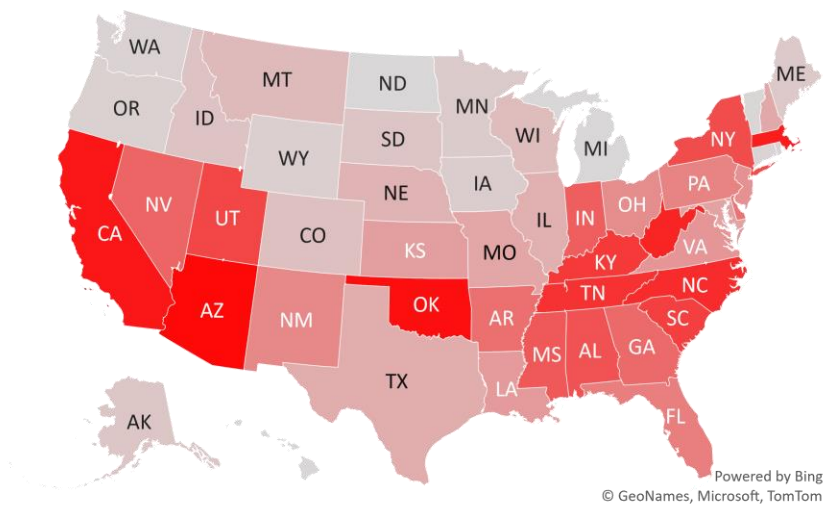 WA
MT
ND
MN
ME
OR
ID
SD
WI
NY
WY
MI
IA
PA
NE
NV
UT
CO
IL
IN
OH
CA
KS
MO
KY
VA
AZ
NM
OK
AR
TN
NC
SC
MS
AL
GA
TX
LA
AK
FL
Powered by Bing
© GeoNames, Microsoft, TomTom